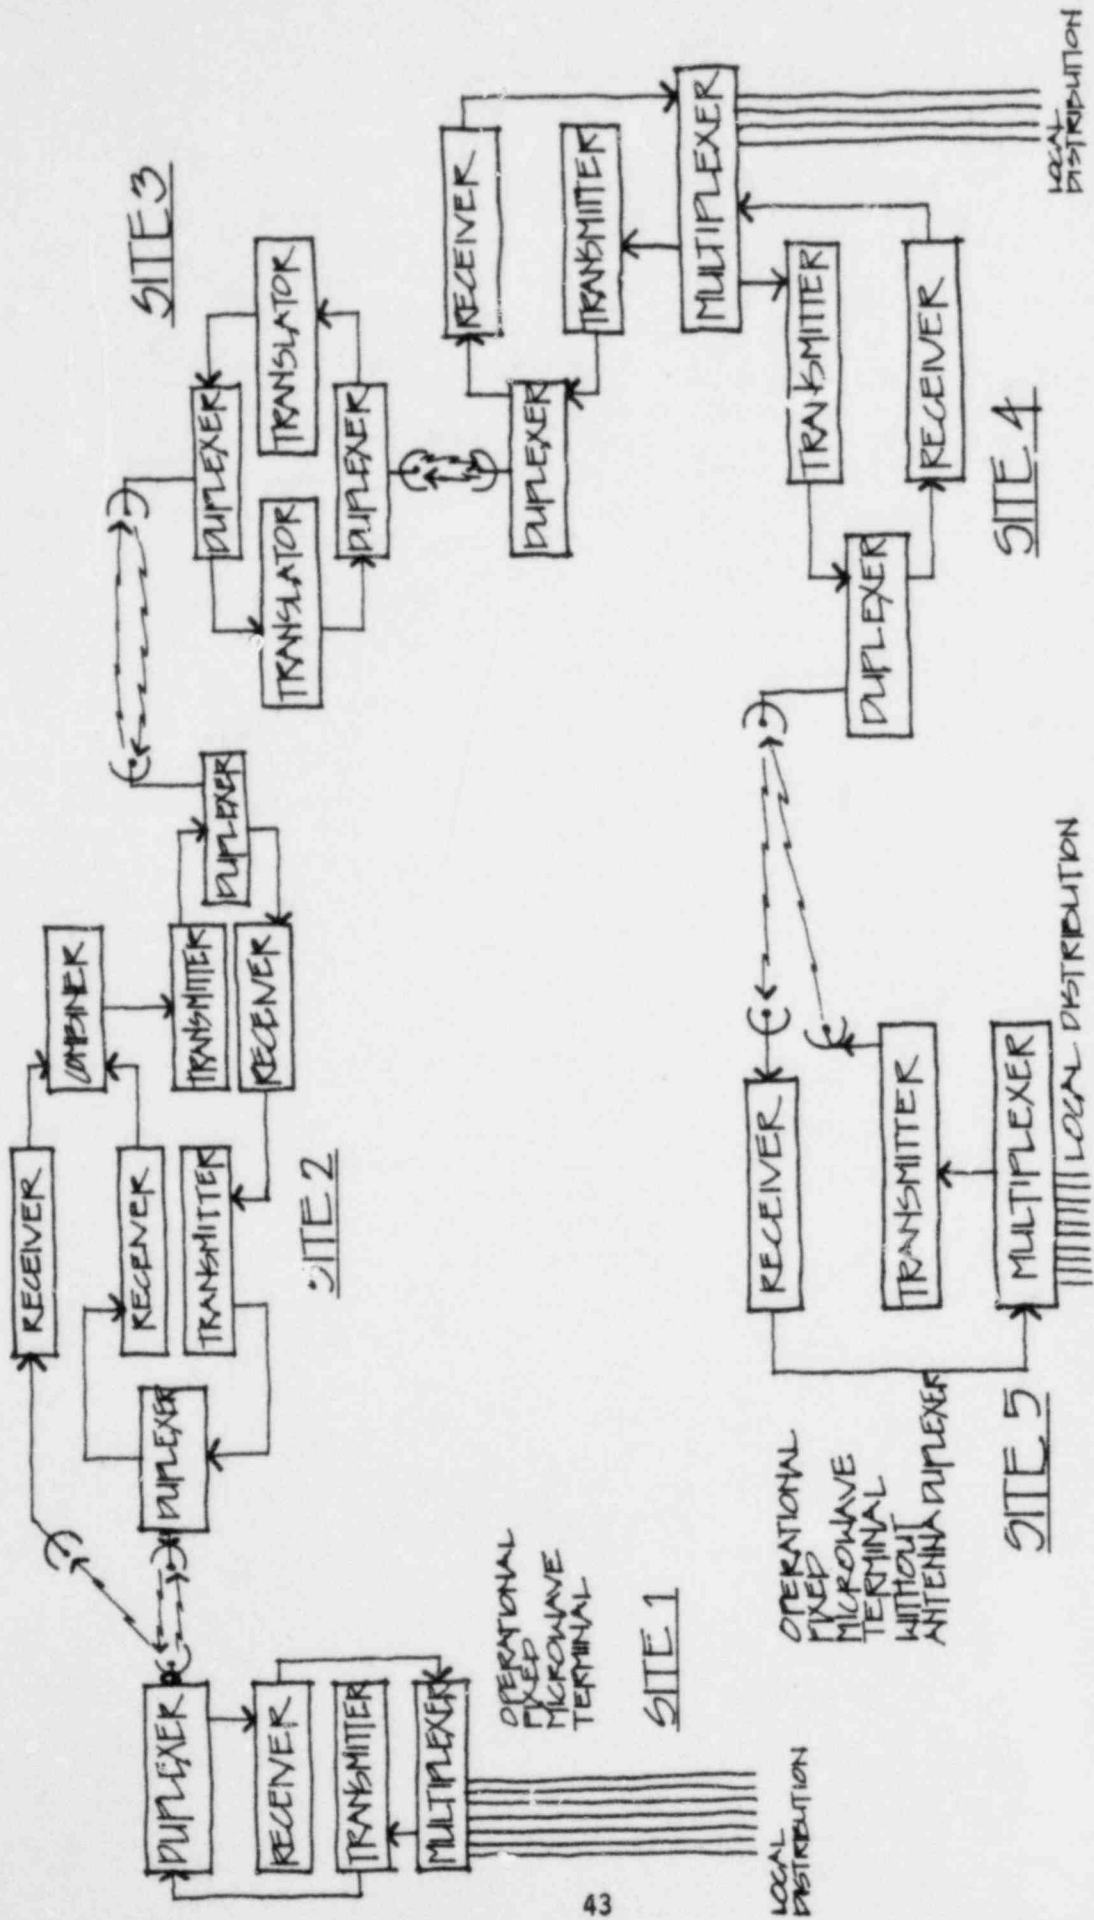 DUPLEXER
RECEIVER
TRANSMITTER
MULTIPLEXER
OPERATIONAL
FIXED
MICROWAVE
TERMINAL
SITE 1
LOCAL
DISTRIBUTION
RECEIVER
COMBINER
RECEIVER
TRANSMITTER
DUPLEXER
TRANSMITTER
RECEIVER
DUPLEXER
SITE 2
SITE 3
DUPLEXER
TRANSLATOR
TRANSLATOR
DUPLEXER
DUPLEXER
RECEIVER
TRANSMITTER
MULTIPLEXER
TRANSMITTER
DUPLEXER
RECEIVER
SITE 4
LOCAL
DISTRIBUTION
RECEIVER
TRANSMITTER
MULTIPLEXER
LOCAL DISTRIBUTION
OPERATIONAL
FIXED
MICROWAVE
TERMINAL
WITHOUT
ANTENNA DUPLEXER
SITE 5
43